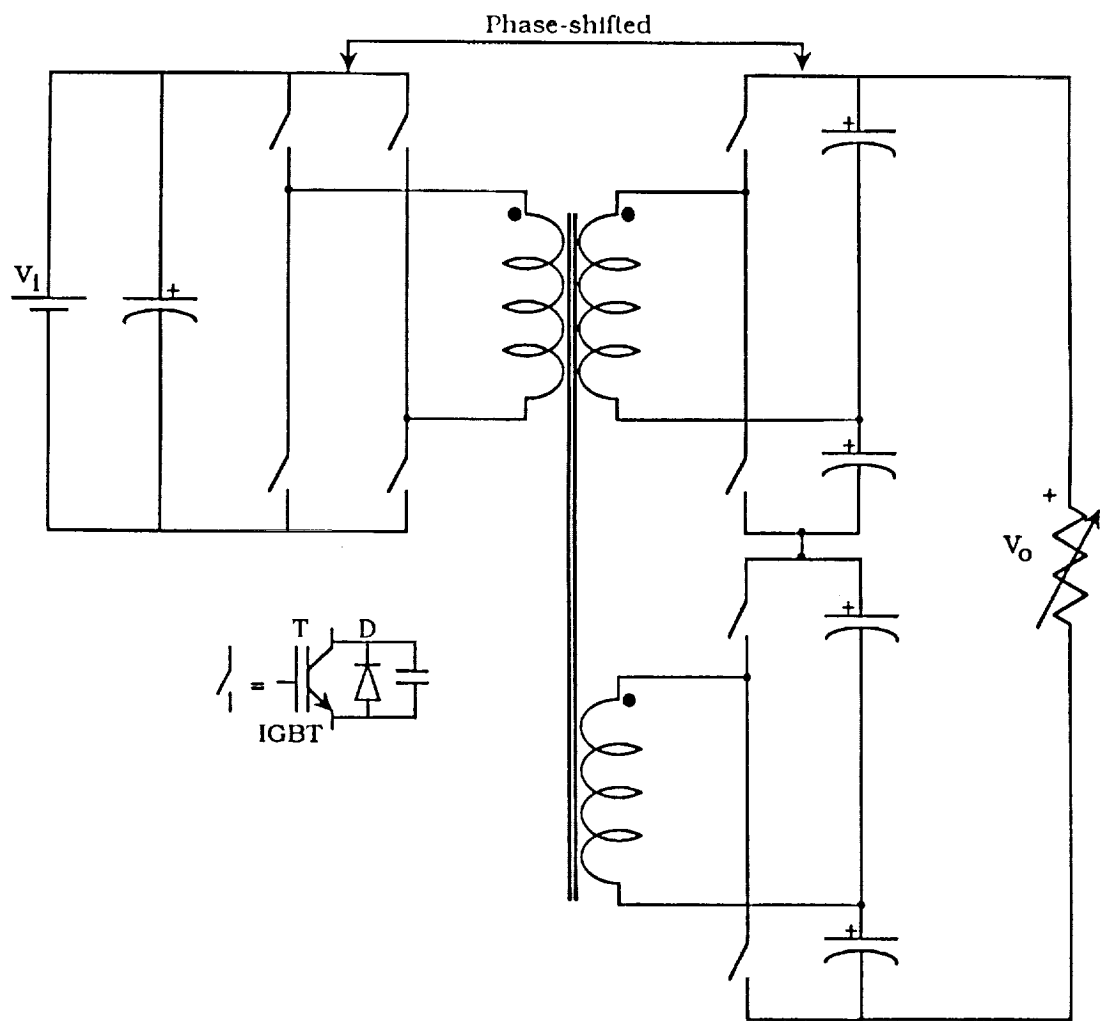 Phase-shifted
V1
+
+
+
+
Vo
+
+
T D
=
IGBT
+